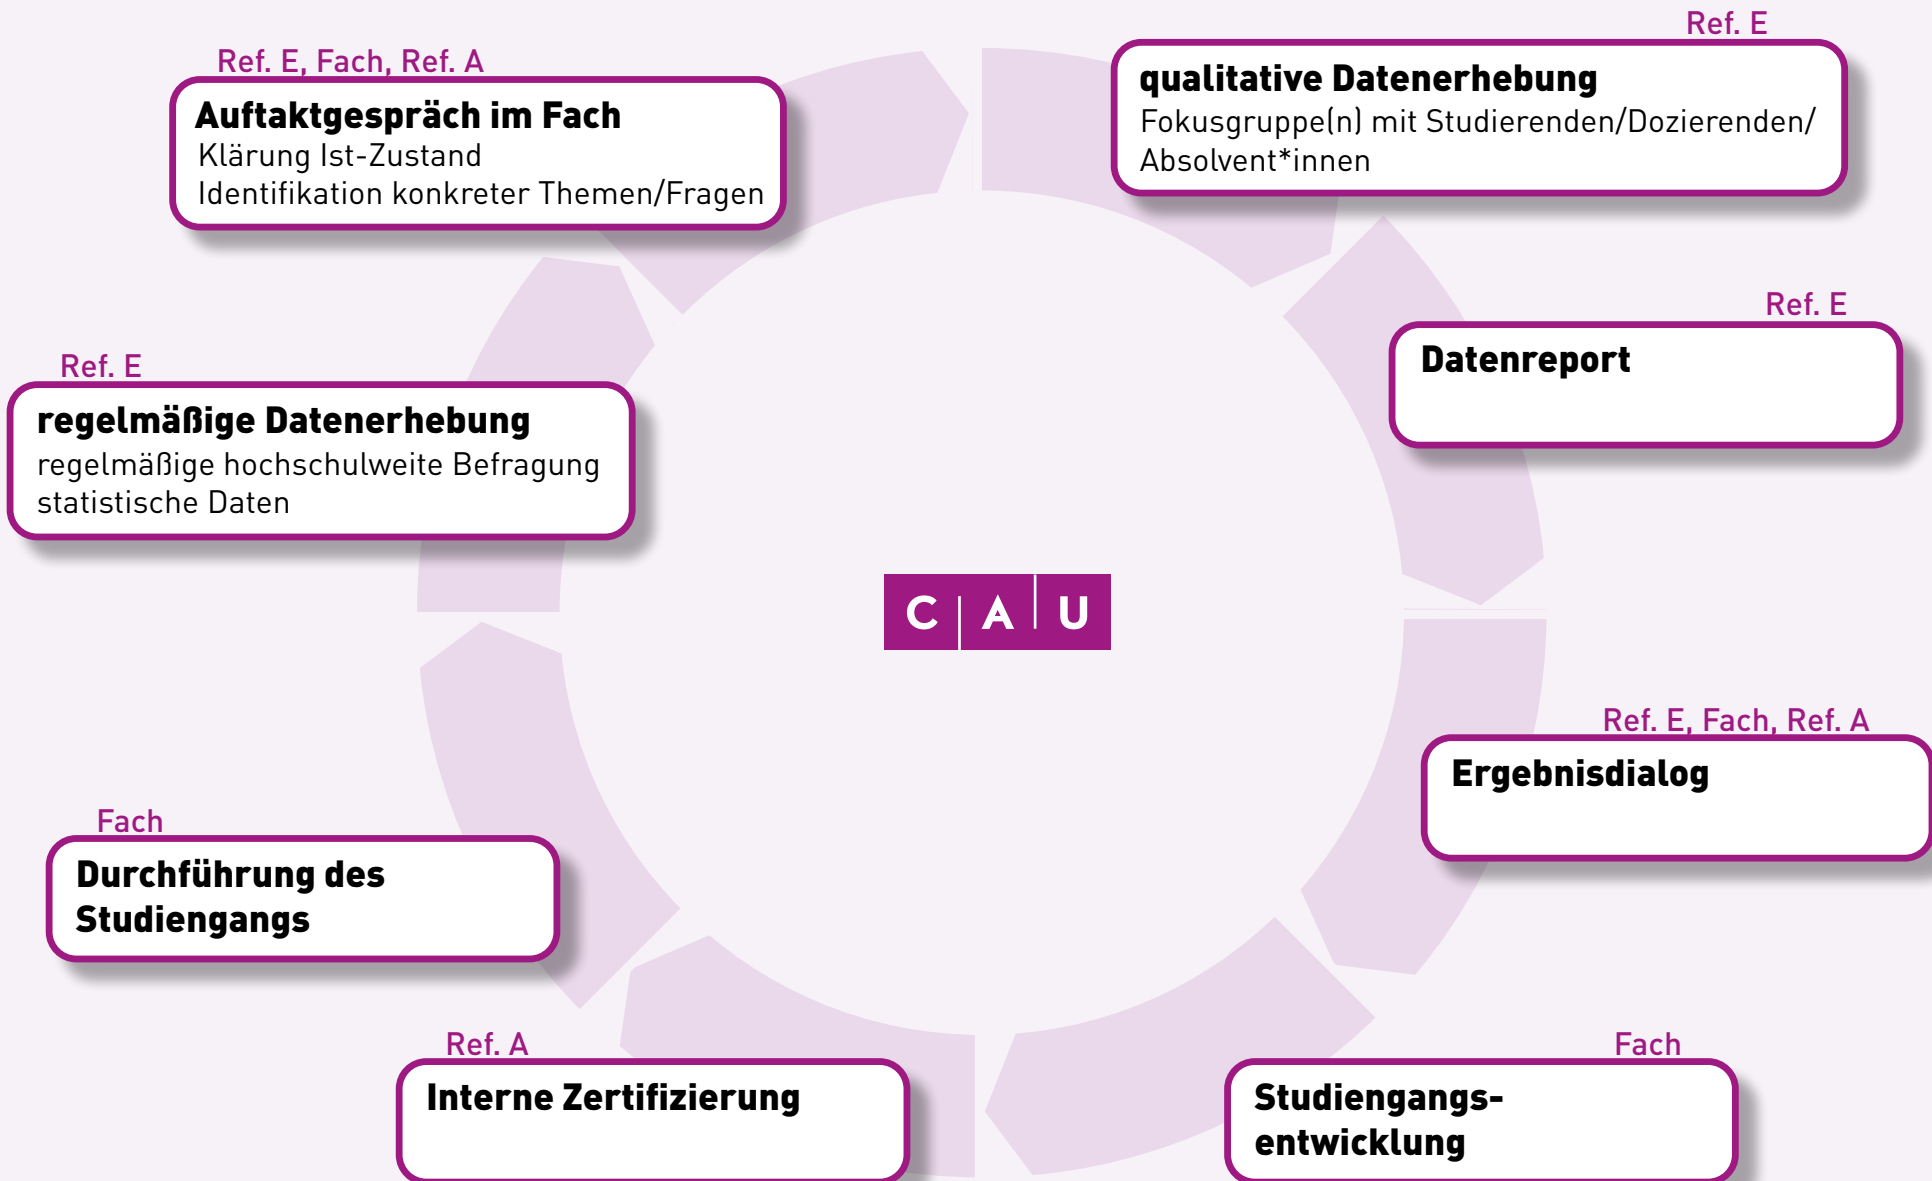 Ref. E, Fach, Ref. A
Auftaktgespräch im Fach
Klärung Ist-Zustand
Identifikation konkreter Themen/Fragen
Ref. E
qualitative Datenerhebung
Fokusgruppe(n) mit Studierenden/Dozierenden/
Absolvent*innen
Ref. E
Datenreport
Ref. E, Fach, Ref. A
Ergebnisdialog
Fach
Studiengangs-
entwicklung
Ref. A
Interne Zertifizierung
Fach
Durchführung des
Studiengangs
Ref. E
regelmäßige Datenerhebung
regelmäßige hochschulweite Befragung
statistische Daten
C|A|U